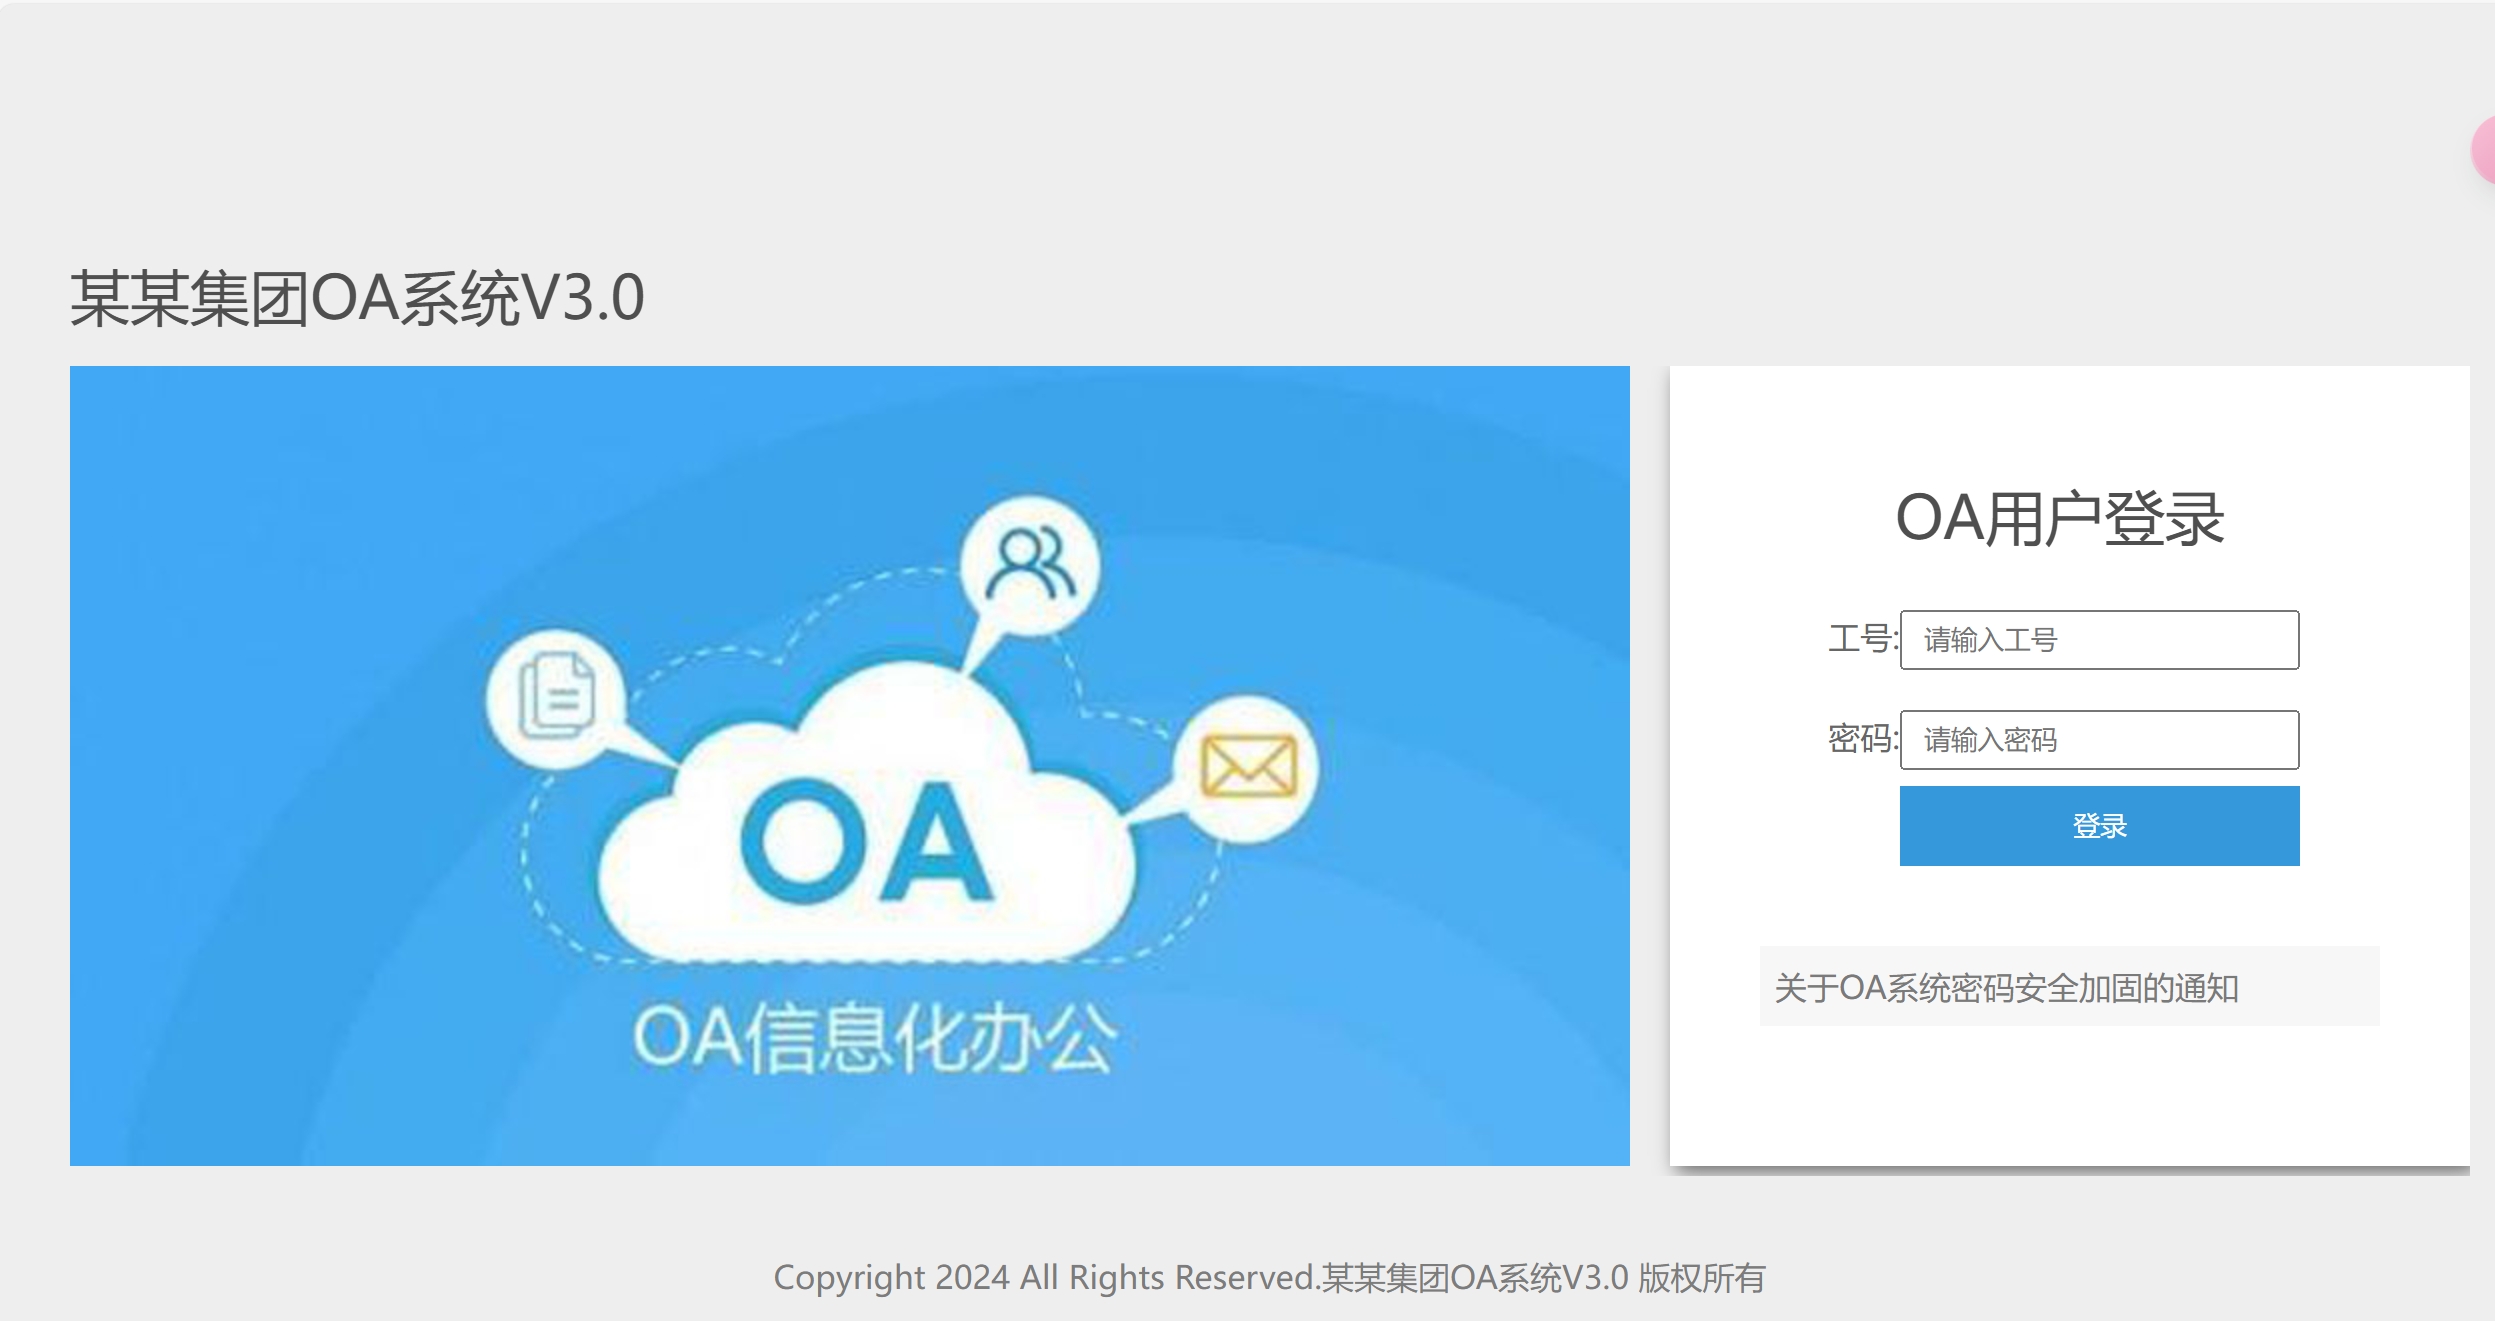 某某集团OA系统V3.0
OA
OA信息化办公
OA用户登录
工号:
请输入工号
密码:
请输入密码
登录
关于OA系统密码安全加固的通知
Copyright 2024 All Rights Reserved.某某集团OA系统V3.0 版权所有